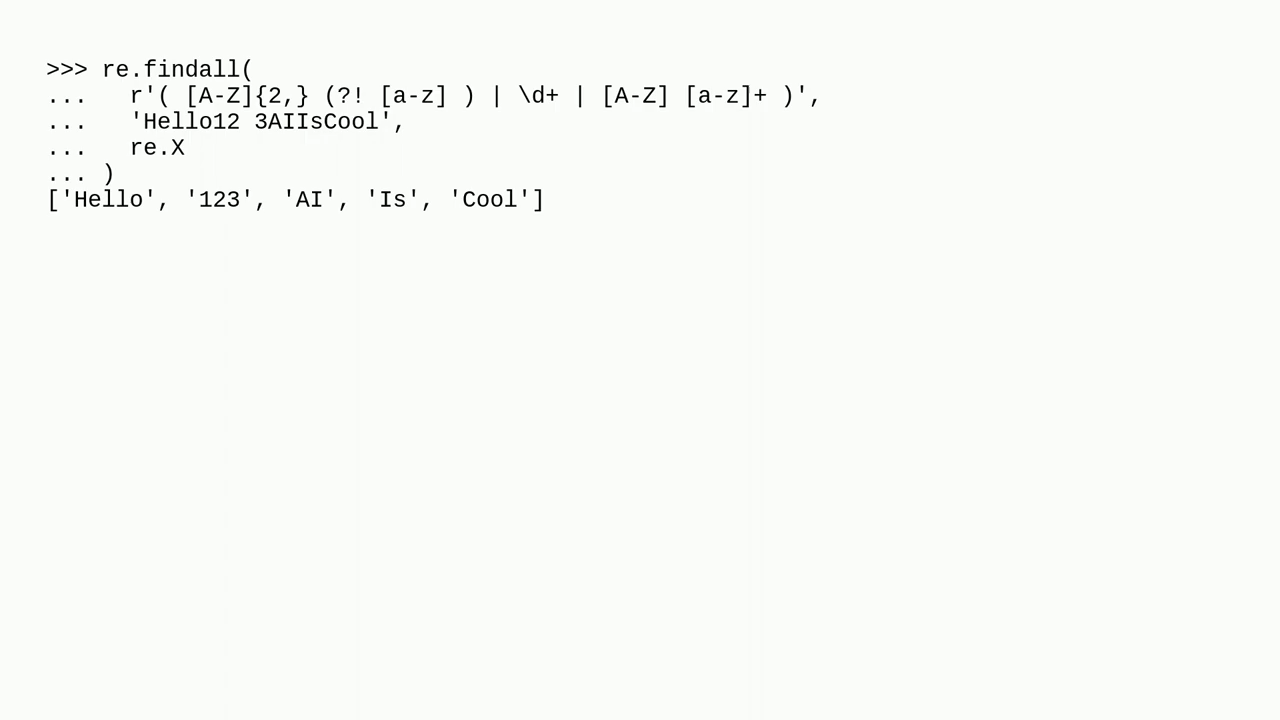 >>> re.findall(
...   r'( [A-Z]{2,} (?! [a-z] ) | \d+ | [A-Z] [a-z]+ )',
...   'Hello12 3AIIsCool',
...   re.X
... )
['Hello', '123', 'AI', 'Is', 'Cool']